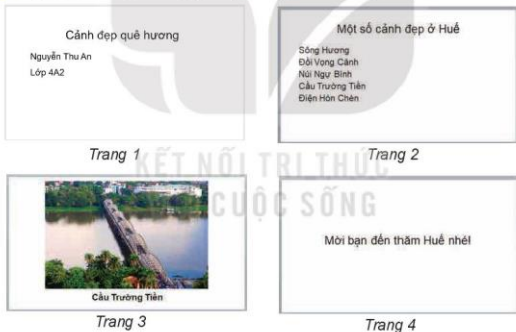 Cảnh đẹp quê hương
Nguyễn Thu An
Lớp 4A2
Trang 1
Một số cảnh đẹp ở Huế
Sông Hương
Đồi Vọng Cảnh
Núi Ngự Bình
Cầu Trường Tiền
Điện Hòn Chén
Trang 2
KẾT NỐI TRI THỨC
CUỘC SỐNG
Cầu Trường Tiền
Trang 3
Mời bạn đến thăm Huế nhé!
Trang 4